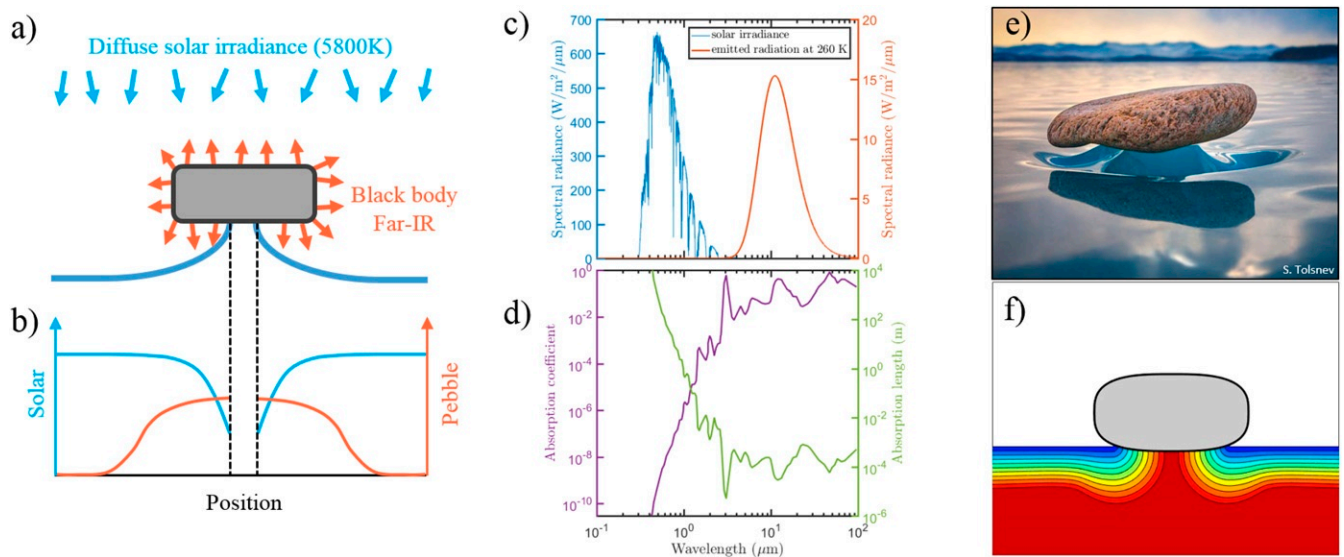 a)
Diffuse solar irradiance (5800K)
Black body
Far-IR
b)
Solar
Pebble
Position
c)
700
600
500
400
300
200
100
0
Spectral radiance (W/m²/μm)
solar irradiance
emitted radiation at 260 K
20
15
10
5
0
Spectral radiance (W/m²/μm)
d)
10⁰
10⁻²
10⁻⁴
10⁻⁶
10⁻⁸
10⁻¹⁰
Absorption coefficient
10⁴
10²
10⁰
10⁻²
10⁻⁴
10⁻⁶
Absorption length (m)
10⁻¹
10⁰
10¹
10²
Wavelength (μm)
e)
S. Tolsnev
f)